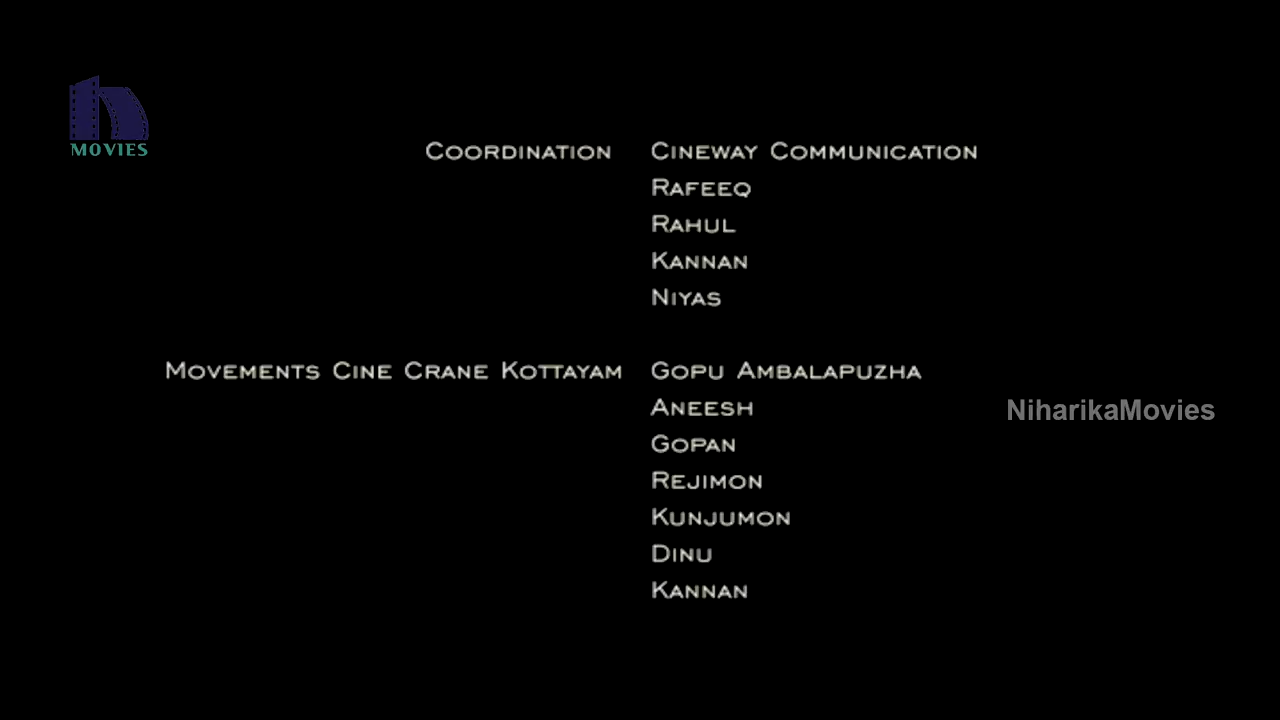 MOVIES
Coordination Cineway Communication
Rafeeq
Rahul
Kannan
Niyas
Movements Cine Crane Kottayam Gopu Ambalapuzha
Aneesh
NiharikaMovies
Gopan
Rejimon
Kunjumon
Dinu
Kannan